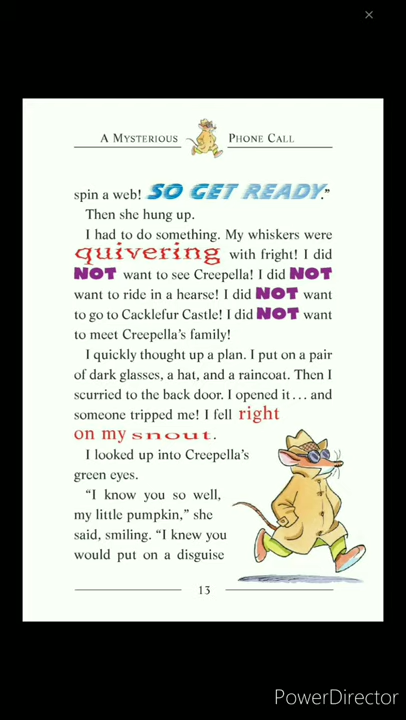 A MYSTERIOUS PHONE CALL
spin a web! SO GET READY.”
Then she hung up.
I had to do something. My whiskers were
quivering with fright! I did
NOT want to see Creepella! I did NOT
want to ride in a hearse! I did NOT want
to go to Cacklefur Castle! I did NOT want
to meet Creepella’s family!
I quickly thought up a plan. I put on a pair
of dark glasses, a hat, and a raincoat. Then I
scurried to the back door. I opened it . . . and
someone tripped me! I fell right
on my snout.
I looked up into Creepella’s
green eyes.
“I know you so well,
my little pumpkin,” she
said, smiling. “I knew you
would put on a disguise
13
PowerDirector